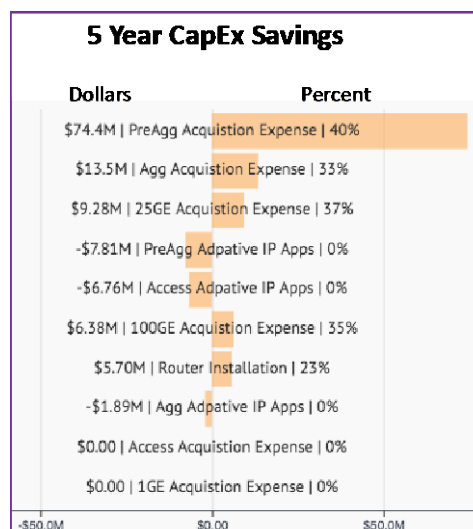 5 Year CapEx Savings
Dollars Percent
$74.4M | PreAgg Acquistion Expense | 40%
$13.5M | Agg Acquistion Expense | 33%
$9.28M | 25GE Acquistion Expense | 37%
-$7.81M | PreAgg Adpative IP Apps | 0%
-$6.76M | Access Adpative IP Apps | 0%
$6.38M | 100GE Acquistion Expense | 35%
$5.70M | Router Installation | 23%
-$1.89M | Agg Adpative IP Apps | 0%
$0.00 | Access Acquistion Expense | 0%
$0.00 | 1GE Acquistion Expense | 0%
-$50.0M $0.00 $50.0M